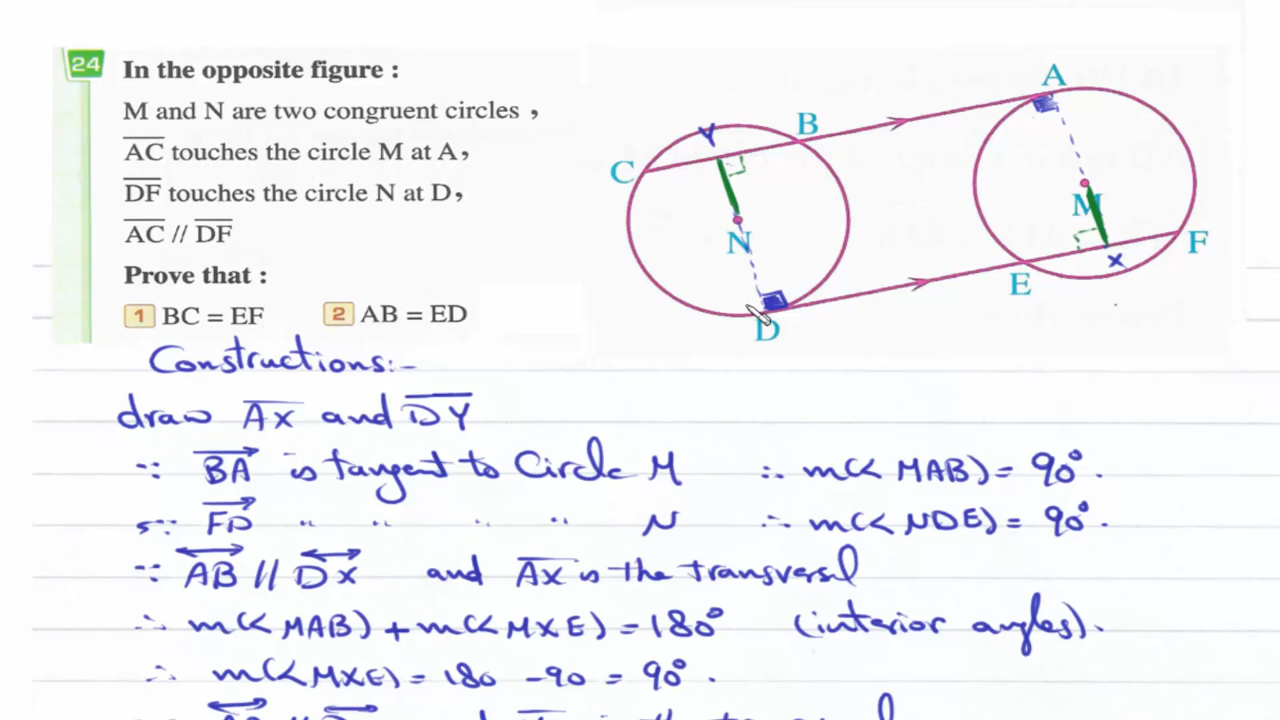 24 In the opposite figure :
M and N are two congruent circles ,
AC touches the circle M at A,
DF touches the circle N at D,
AC // DF
Prove that :
1 BC = EF 2 AB = ED
A
Y
B
C
M
N
F
X
E
D
Constructions:-
draw AX and DY
∵ BA is tangent to Circle M ∴ m(< MAB) = 90°.
,∵ FD " " " " N ∴ m(< NDE) = 90°.
∵ AB // DX and AX is the transversal
∴ m(< MAB) + m(< MXE) = 180° (interior angles).
∴ m(< MXE) = 180 - 90 = 90°.